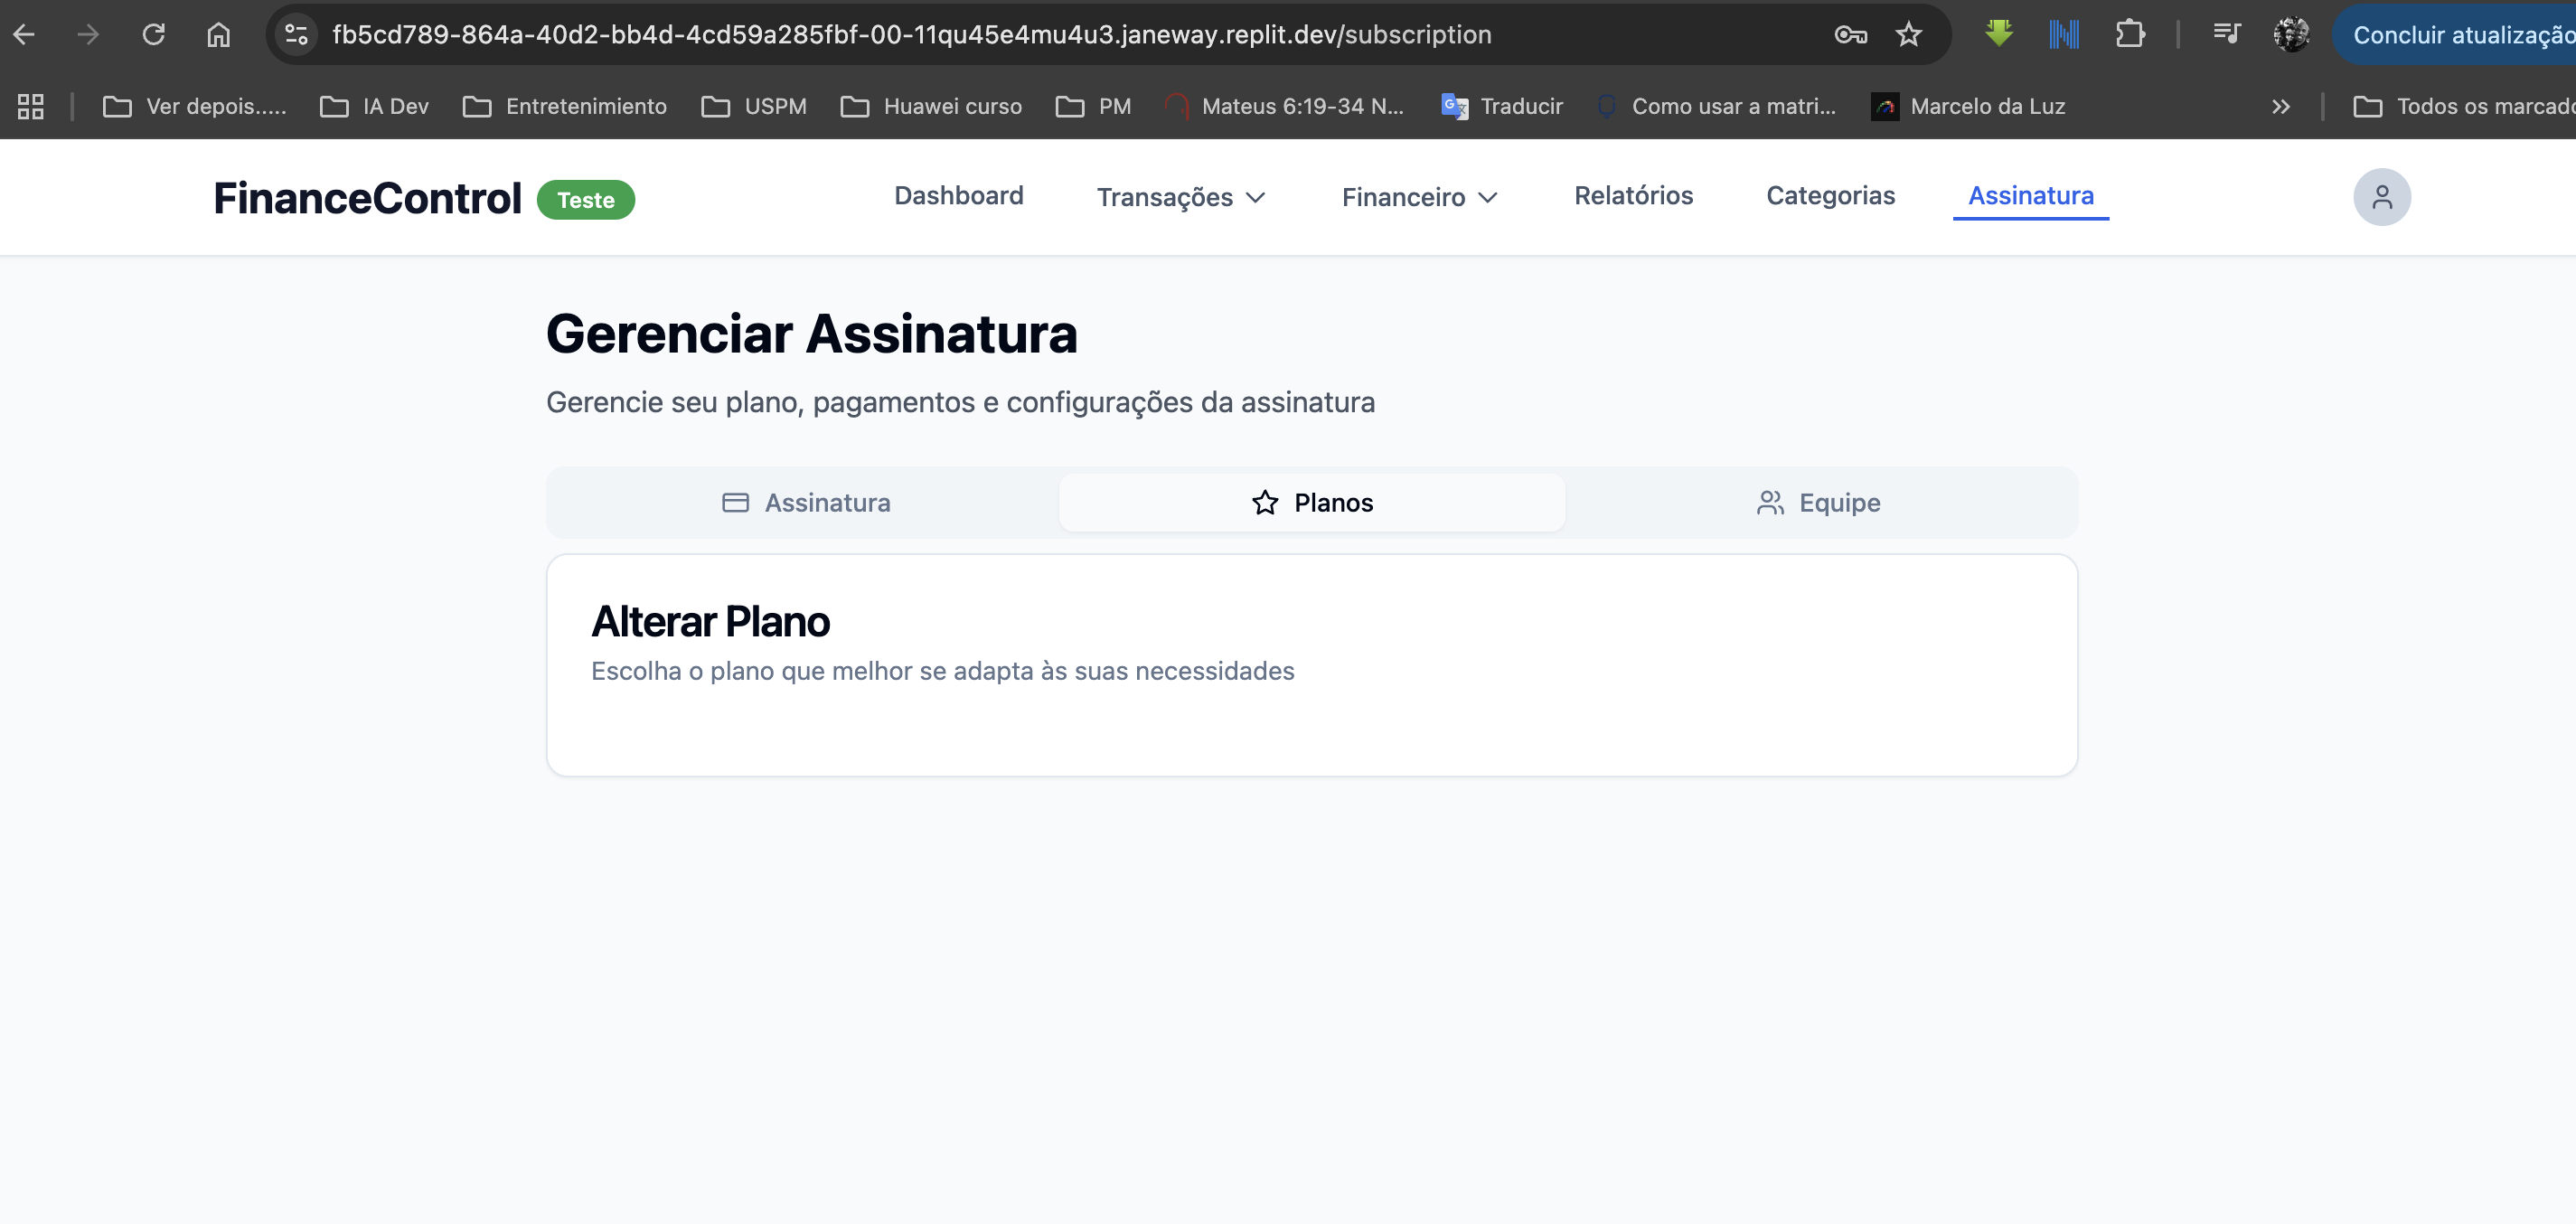 fb5cd789-864a-40d2-bb4d-4cd59a285fbf-00-11qu45e4mu4u3.janeway.replit.dev/subscription
Concluir atualização
Ver depois.....
IA Dev
Entretenimiento
USPM
Huawei curso
PM
Mateus 6:19-34 N...
Traducir
Como usar a matri...
Marcelo da Luz
Todos os marcado
FinanceControl
Teste
Dashboard
Transações
Financeiro
Relatórios
Categorias
Assinatura
Gerenciar Assinatura
Gerencie seu plano, pagamentos e configurações da assinatura
Assinatura
Planos
Equipe
Alterar Plano
Escolha o plano que melhor se adapta às suas necessidades